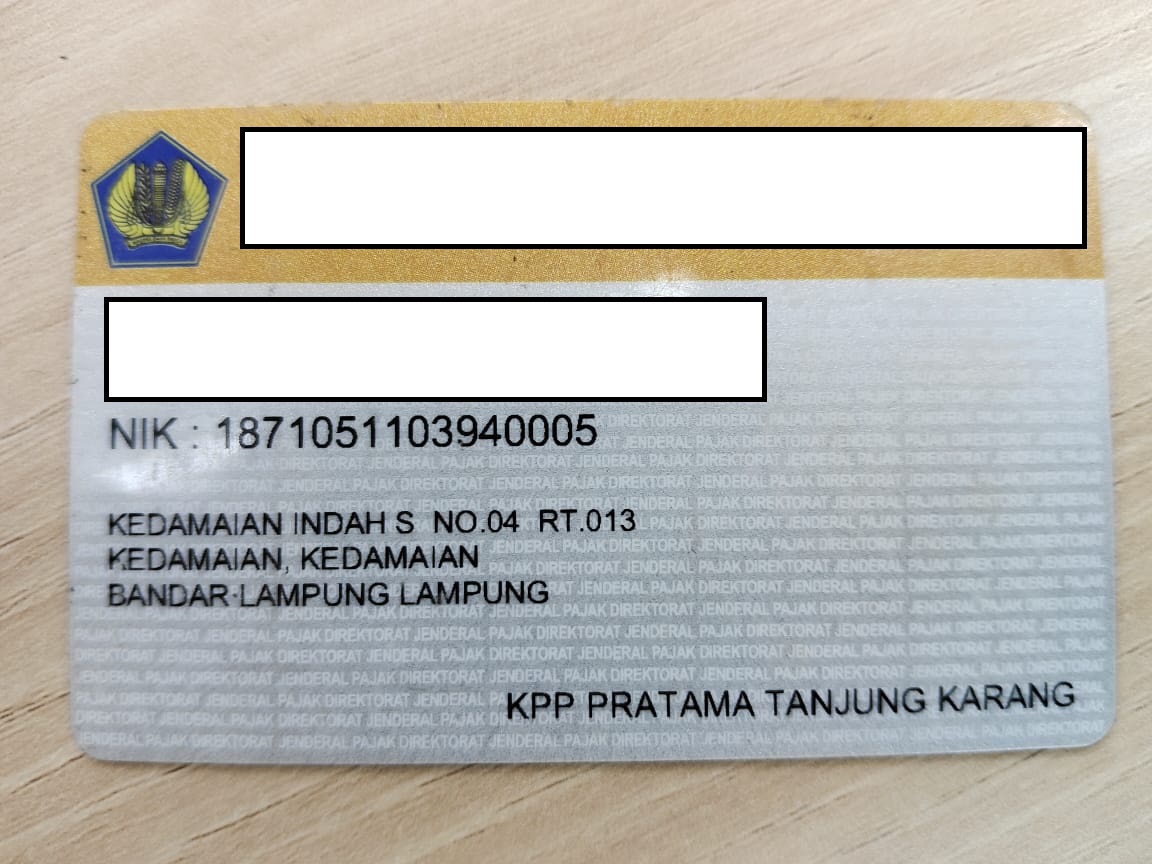 NIK : 1871051103940005
KEDAMAIAN INDAH S NO.04 RT.013
KEDAMAIAN, KEDAMAIAN
BANDAR LAMPUNG LAMPUNG
KPP PRATAMA TANJUNG KARANG
DIREKTORAT JENDERAL PAJAK DIREKTORAT JENDERAL PAJAK DIREKTORAT JENDERAL PAJAK